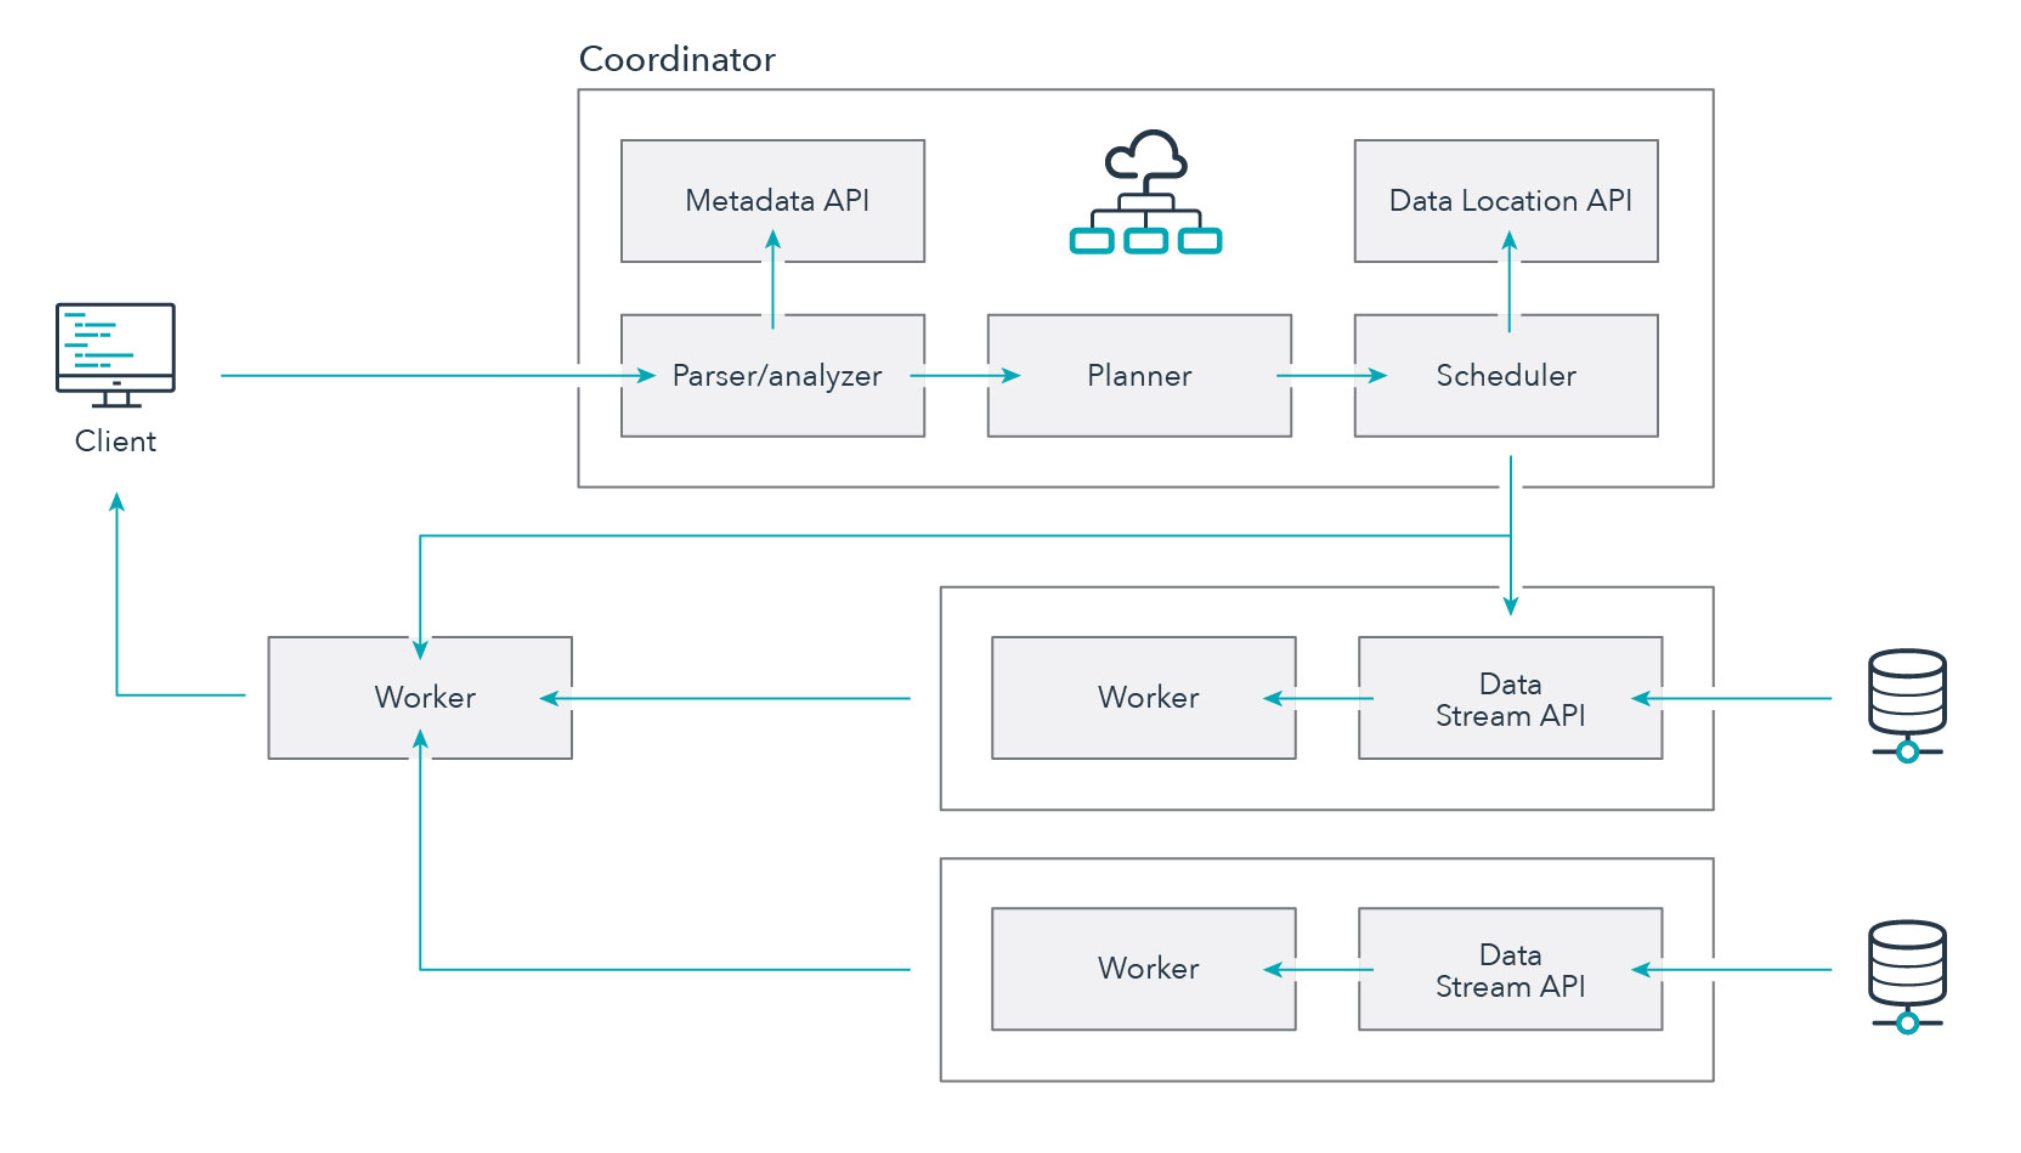 Coordinator
Metadata API
Data Location API
Parser/analyzer
Planner
Scheduler
Client
Worker
Worker
Data
Stream API
Worker
Data
Stream API